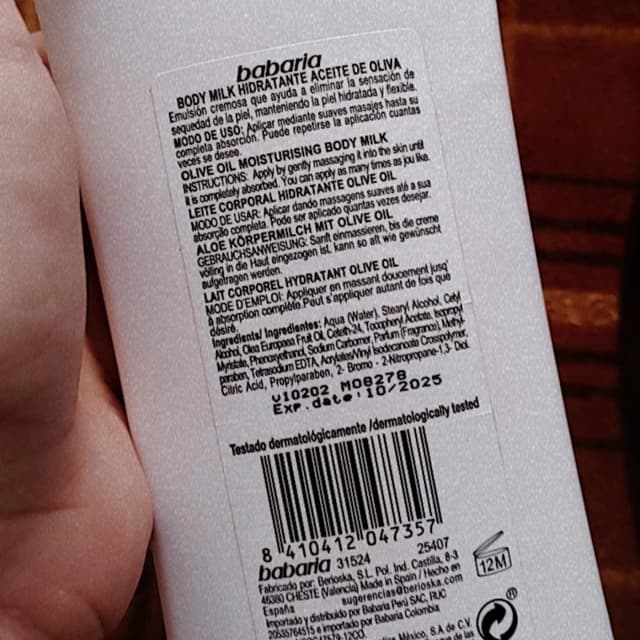 babaria
BODY MILK HIDRATANTE ACEITE DE OLIVA
Emulsión cremosa que ayuda a eliminar la sensación de
sequedad de la piel, manteniendo la piel hidratada y flexible.
MODO DE USO: Aplicar mediante suaves masajes hasta su
completa absorción. Puede repetirse la aplicación cuantas
veces se desee.
OLIVE OIL MOISTURISING BODY MILK
INSTRUCTIONS: Apply by gently massaging it into the skin until
it is completely absorbed. You can apply as many times as you like.
LEITE CORPORAL HIDRATANTE OLIVE OIL
MODO DE USAR: Aplicar dando massagens suaves até a sua
absorção completa. Pode ser aplicado quantas vezes desejar.
ALOE KÖRPERMILCH MIT OLIVE OIL
GEBRAUCHSANWEISUNG: Sanft einmassieren, bis die creme
völling in die Haut eingezogen ist. kann so aft wie gewünscht
aufgetragen werden.
LAIT CORPOREL HYDRATANT OLIVE OIL
MODE D'EMPLOI: Appliquer en massant doucement jusq'
à absorption complète.Peut s'appliquer autant de fois qué
désiré.
Ingredients/ Ingredientes: Aqua (Water), Stearyl Alcohol, Cetyl
Alcohol, Olea Europaea Fruit Oil, Ceteth-24, Tocopheryl Acetate, Isopropyl
Myristate, Phenoxyethanol, Sodium Carbomer, Parfum (Fragrance), Methyl-
paraben, Tetrasodium EDTA, Acrylates/Vinyl Isodecanoate Crosspolymer,
Citric Acid, Propylparaben, 2- Bromo - 2-Nitropropane-1,3- Diol.
U10202 M08278
Exp.date:10/2025
Testado dermatológicamente /dermatologically tested
8 410412 047357
babaria 31524 25407
Fabricado por: Berioska, S.L. Pol. Ind. Castilla, 8-3
46380 CHESTE (Valencia) Made in Spain / Hecho en
España sugerencias@berioska.com
Importado y distribuido por Babaria Perú SAC, RUC
20535764515 e importado por Babaria Colombia
México, S.A. de C.V.
12M
®